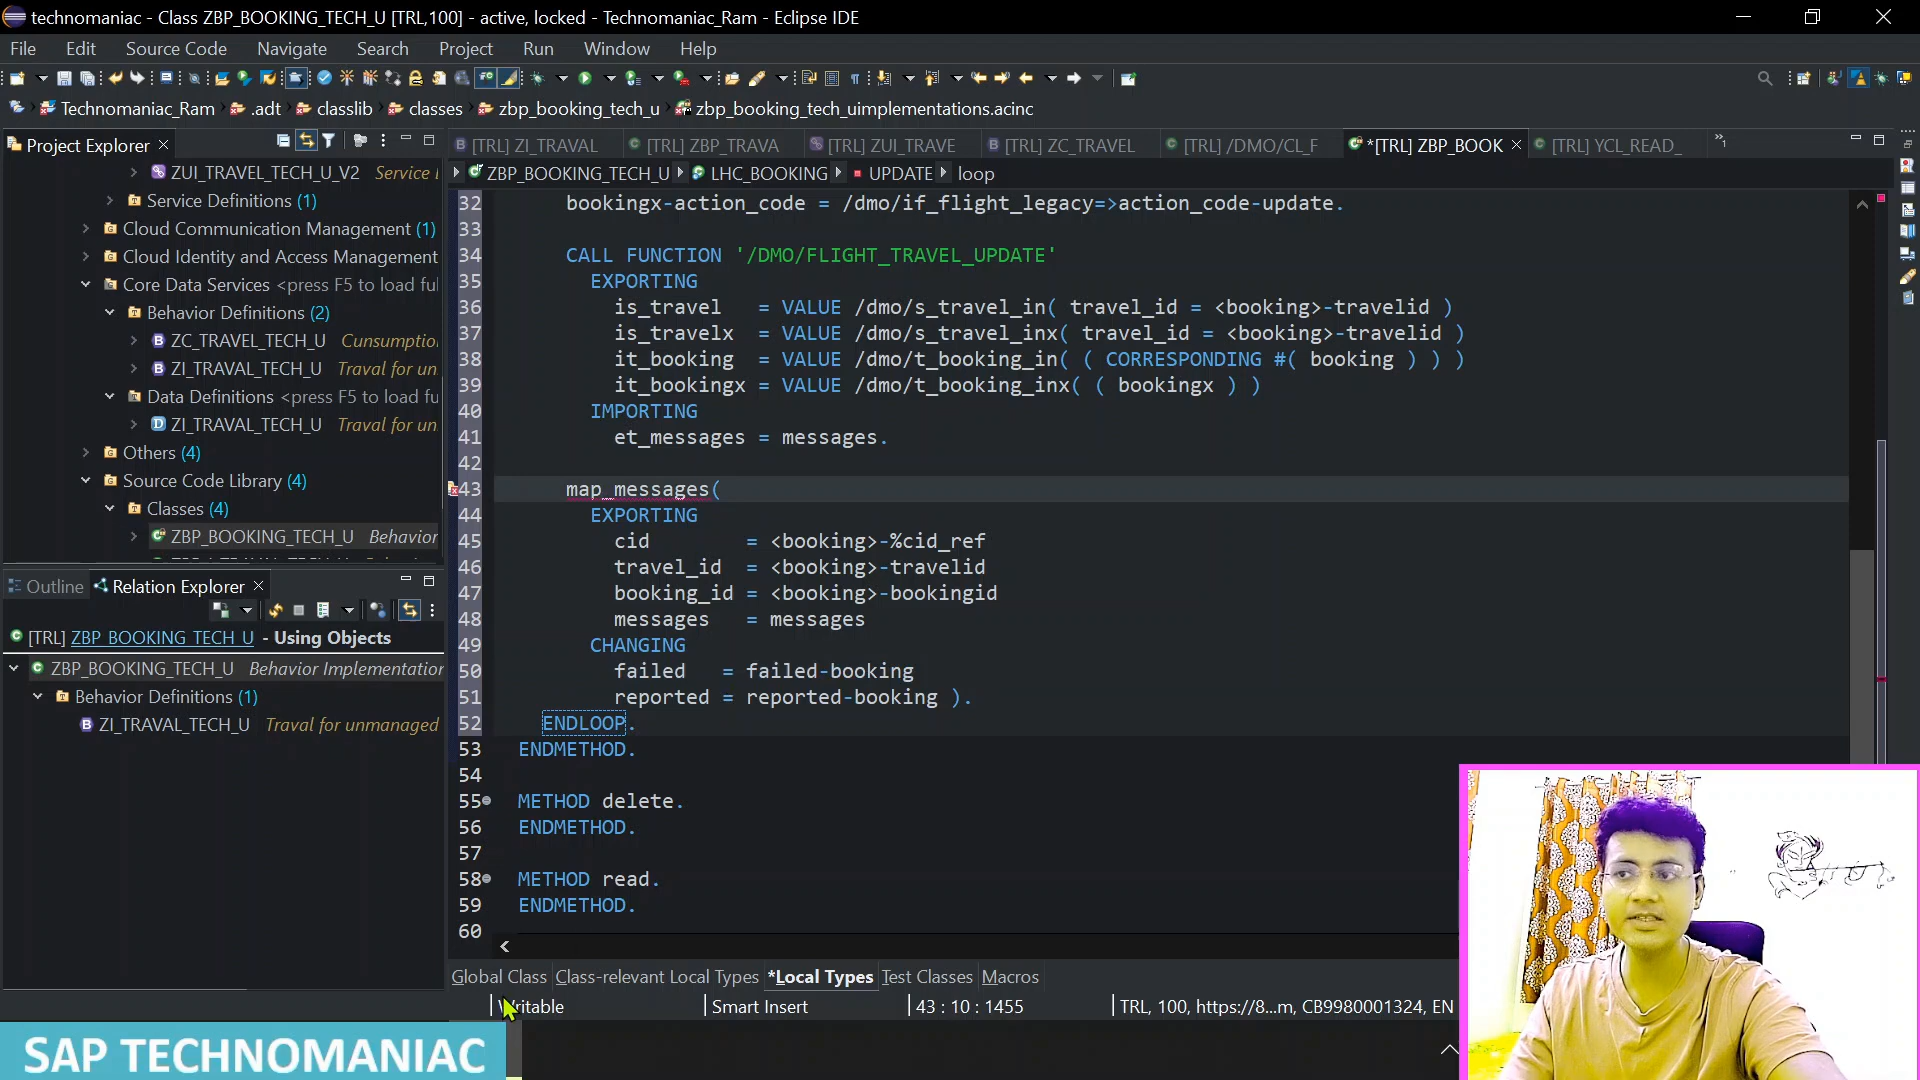 technomaniac - Class ZBP_BOOKING_TECH_U [TRL,100] - active, locked - Technomaniac_Ram - Eclipse IDE
File Edit Source Code Navigate Search Project Run Window Help
Technomaniac_Ram .adt classlib classes zbp_booking_tech_u zbp_booking_tech_uimplementations.acinc
Project Explorer
ZUI_TRAVEL_TECH_U_V2 Service
Service Definitions (1)
Cloud Communication Management (1)
Cloud Identity and Access Management
Core Data Services <press F5 to load ful
Behavior Definitions (2)
ZC_TRAVEL_TECH_U Cunsumptio
ZI_TRAVAL_TECH_U Traval for un
Data Definitions <press F5 to load fu
ZI_TRAVAL_TECH_U Traval for un
Others (4)
Source Code Library (4)
Classes (4)
ZBP_BOOKING_TECH_U Behavior
Outline Relation Explorer
[TRL] ZBP_BOOKING_TECH_U - Using Objects
ZBP_BOOKING_TECH_U Behavior Implementation
Behavior Definitions (1)
ZI_TRAVAL_TECH_U Traval for unmanaged
[TRL] ZI_TRAVAL [TRL] ZBP_TRAVA [TRL] ZUI_TRAVE [TRL] ZC_TRAVEL [TRL] /DMO/CL_F *[TRL] ZBP_BOOK [TRL] YCL_READ_ »1
ZBP_BOOKING_TECH_U LHC_BOOKING UPDATE loop
32 bookingx-action_code = /dmo/if_flight_legacy=>action_code-update.
33
34 CALL FUNCTION '/DMO/FLIGHT_TRAVEL_UPDATE'
35 EXPORTING
36 is_travel = VALUE /dmo/s_travel_in( travel_id = <booking>-travelid )
37 is_travelx = VALUE /dmo/s_travel_inx( travel_id = <booking>-travelid )
38 it_booking = VALUE /dmo/t_booking_in( ( CORRESPONDING #( booking ) ) )
39 it_bookingx = VALUE /dmo/t_booking_inx( ( bookingx ) )
40 IMPORTING
41 et_messages = messages.
42
43 map_messages(
44 EXPORTING
45 cid = <booking>-%cid_ref
46 travel_id = <booking>-travelid
47 booking_id = <booking>-bookingid
48 messages = messages
49 CHANGING
50 failed = failed-booking
51 reported = reported-booking ).
52 ENDLOOP.
53 ENDMETHOD.
54
55 METHOD delete.
56 ENDMETHOD.
57
58 METHOD read.
59 ENDMETHOD.
60
Global Class Class-relevant Local Types *Local Types Test Classes Macros
Writable Smart Insert 43 : 10 : 1455 TRL, 100, https://8...m, CB9980001324, EN
SAP TECHNOMANIAC